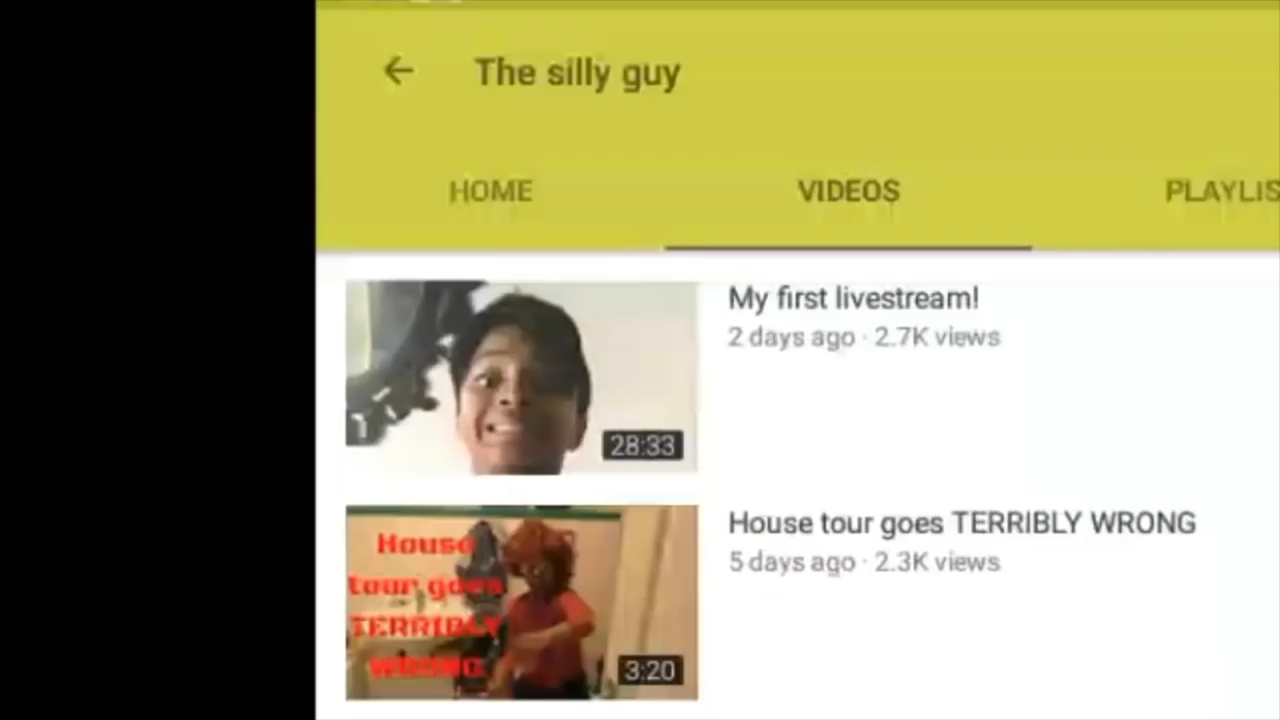 The silly guy
HOME VIDEOS PLAYLIS
My first livestream!
2 days ago · 2.7K views
28:33
House tour goes TERRIBLY WRONG
5 days ago · 2.3K views
House
tour goes
TERRIBLY
WRONG
3:20